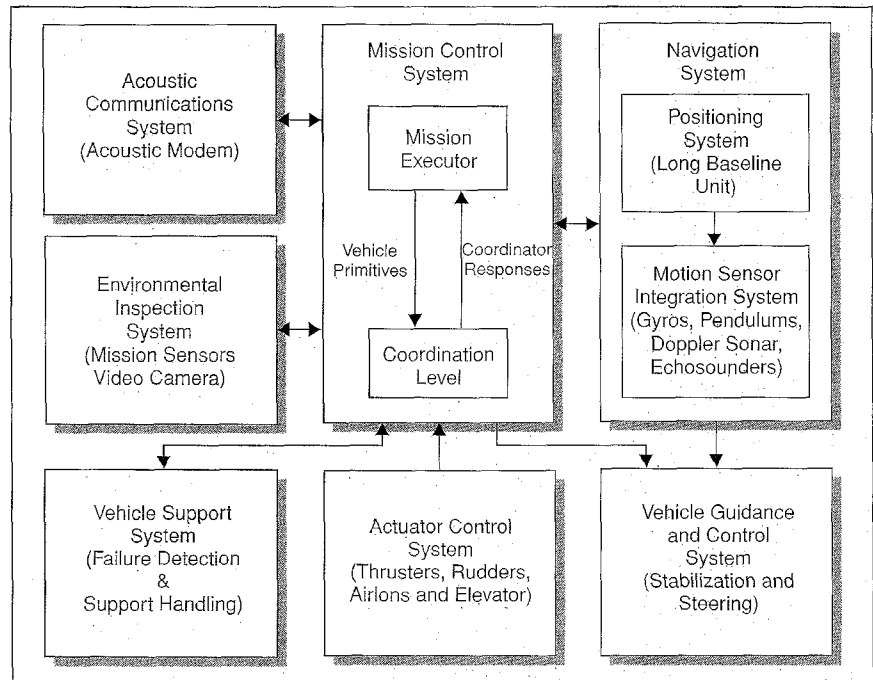 Acoustic
Communications
System
(Acoustic Modem)
Mission Control
System
Mission
Executor
Vehicle
Primitives
Coordinator
Responses
Coordination
Level
Navigation
System
Positioning
System
(Long Baseline
Unit)
Motion Sensor
Integration System
(Gyros, Pendulums,
Doppler Sonar,
Echosounders)
Environmental
Inspection
System
(Mission Sensors
Video Camera)
Vehicle Support
System
(Failure Detection
&
Support Handling)
Actuator Control
System
(Thrusters, Rudders,
Airlons and Elevator)
Vehicle Guidance
and Control
System
(Stabilization and
Steering)